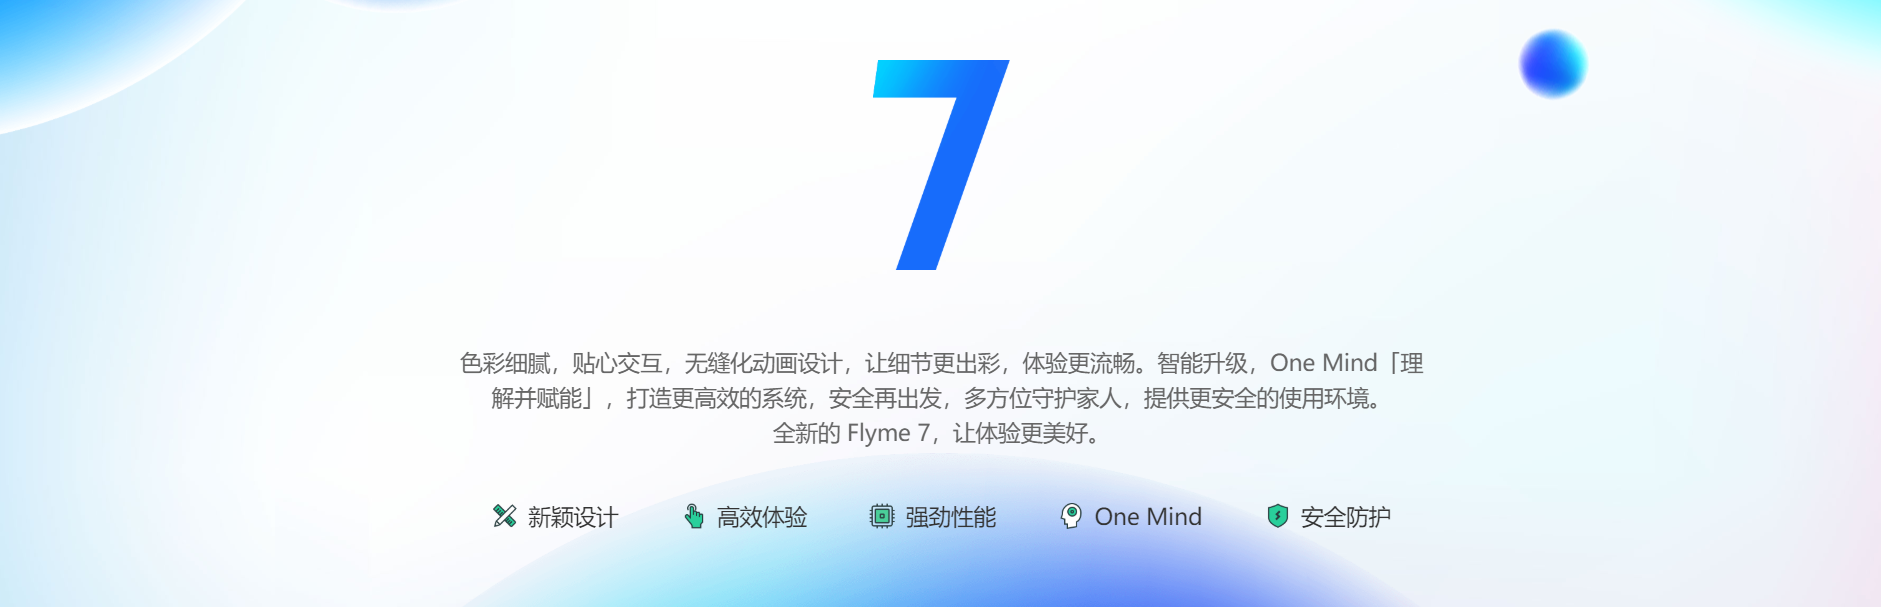 7
色彩细腻，贴心交互，无缝化动画设计，让细节更出彩，体验更流畅。智能升级，One Mind「理
解并赋能」，打造更高效的系统，安全再出发，多方位守护家人，提供更安全的使用环境。
全新的 Flyme 7，让体验更美好。
新颖设计 高效体验 强劲性能 One Mind 安全防护